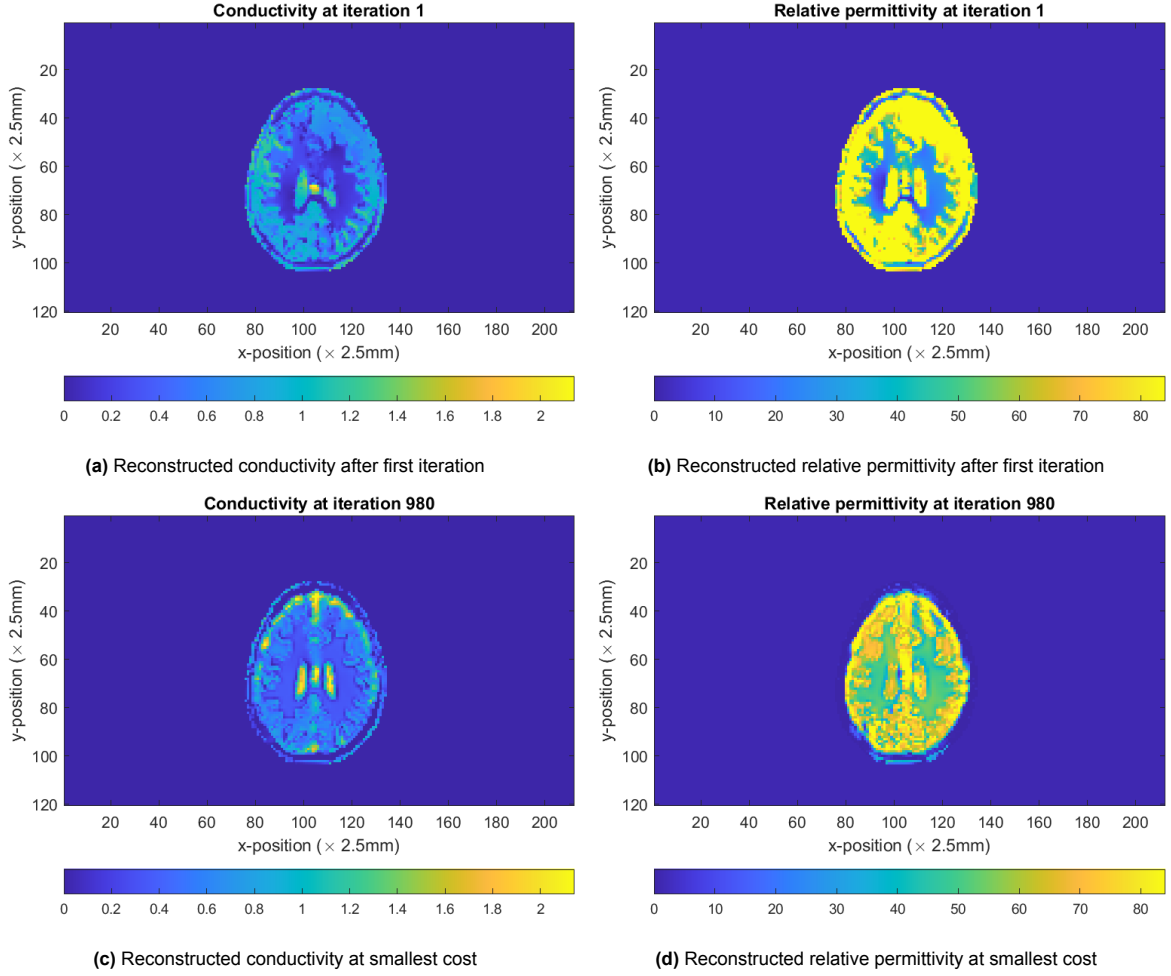 Conductivity at iteration 1
20
40
60
80
100
120
y-position (× 2.5mm)
20 40 60 80 100 120 140 160 180 200
x-position (× 2.5mm)
0 0.2 0.4 0.6 0.8 1 1.2 1.4 1.6 1.8 2
(a) Reconstructed conductivity after first iteration
Relative permittivity at iteration 1
20
40
60
80
100
120
y-position (× 2.5mm)
20 40 60 80 100 120 140 160 180 200
x-position (× 2.5mm)
0 10 20 30 40 50 60 70 80
(b) Reconstructed relative permittivity after first iteration
Conductivity at iteration 980
20
40
60
80
100
120
y-position (× 2.5mm)
20 40 60 80 100 120 140 160 180 200
x-position (× 2.5mm)
0 0.2 0.4 0.6 0.8 1 1.2 1.4 1.6 1.8 2
(c) Reconstructed conductivity at smallest cost
Relative permittivity at iteration 980
20
40
60
80
100
120
y-position (× 2.5mm)
20 40 60 80 100 120 140 160 180 200
x-position (× 2.5mm)
0 10 20 30 40 50 60 70 80
(d) Reconstructed relative permittivity at smallest cost